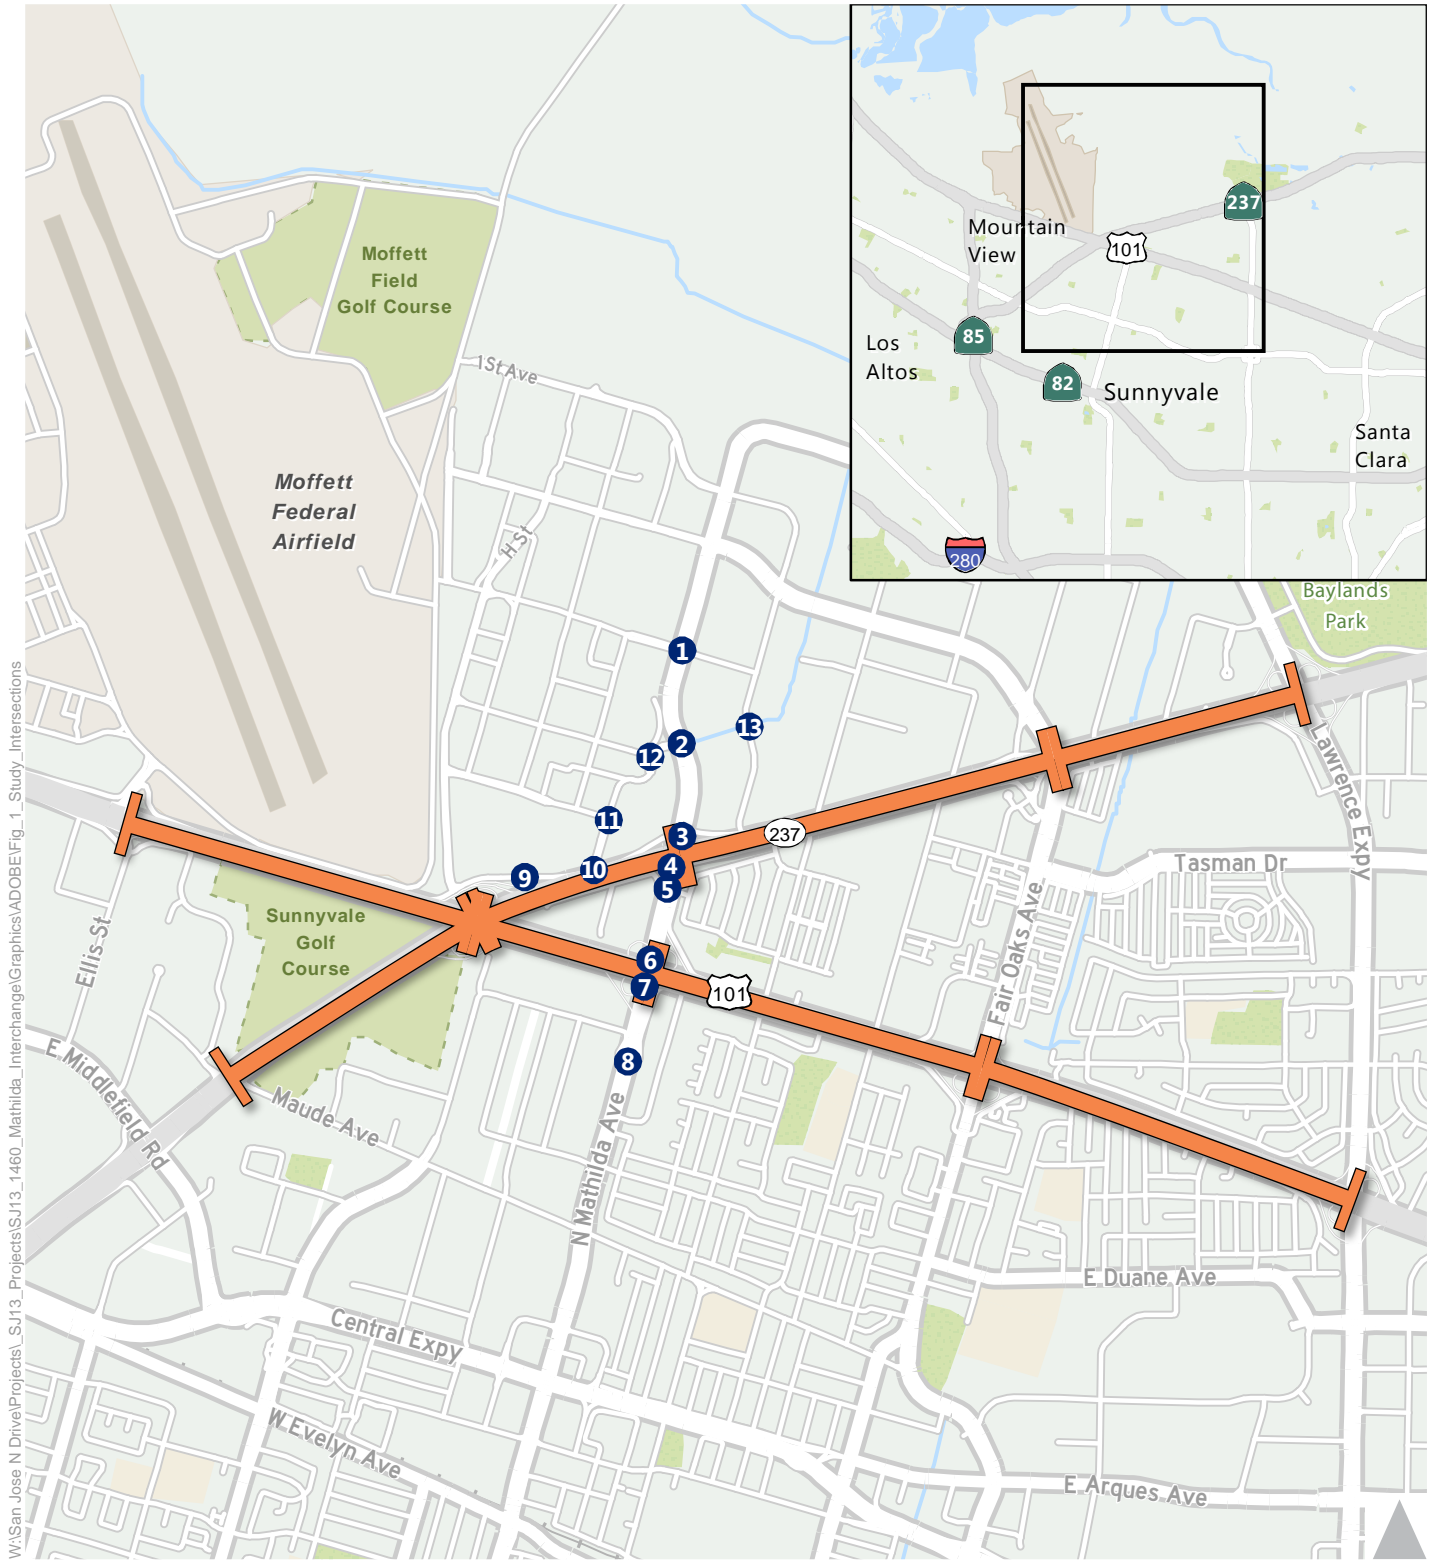 Mountain
View
101
237
85
Los
Altos
82
Sunnyvale
Santa
Clara
280
Moffett
Field
Golf Course
1St Ave
Moffett
Federal
Airfield
H St
Baylands
Park
1
2
13
12
11
3
237
10
4
9
5
Lawrence Expy
Tasman Dr
Sunnyvale
Golf
Course
Ellis St
Fair Oaks Ave
6
7
101
8
E Middlefield Rd
Maude Ave
N Mathilda Ave
E Duane Ave
Central Expy
W Evelyn Ave
E Arques Ave
W:\San Jose N Drive\Projects\_SJ13_Projects\SJ13_1460_Mathilda_Interchange\Graphics\ADOBE\Fig_1_Study_Intersections